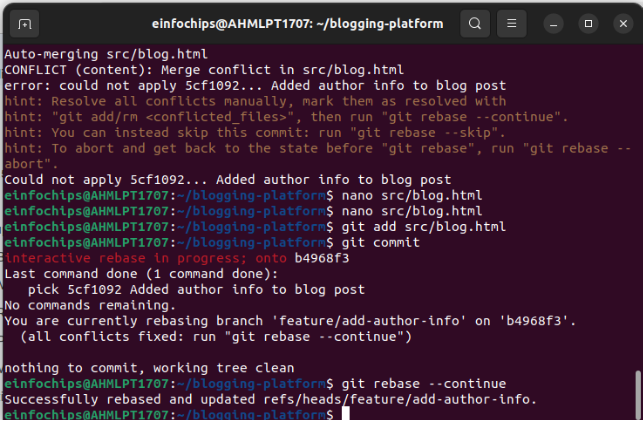 einfochips@AHMLPT1707: ~/blogging-platform
Auto-merging src/blog.html
CONFLICT (content): Merge conflict in src/blog.html
error: could not apply 5cf1092... Added author info to blog post
hint: Resolve all conflicts manually, mark them as resolved with
hint: "git add/rm <conflicted_files>", then run "git rebase --continue".
hint: You can instead skip this commit: run "git rebase --skip".
hint: To abort and get back to the state before "git rebase", run "git rebase --
abort".
Could not apply 5cf1092... Added author info to blog post
einfochips@AHMLPT1707:~/blogging-platform$ nano src/blog.html
einfochips@AHMLPT1707:~/blogging-platform$ nano src/blog.html
einfochips@AHMLPT1707:~/blogging-platform$ git add src/blog.html
einfochips@AHMLPT1707:~/blogging-platform$ git commit
interactive rebase in progress; onto b4968f3
Last command done (1 command done):
   pick 5cf1092 Added author info to blog post
No commands remaining.
You are currently rebasing branch 'feature/add-author-info' on 'b4968f3'.
  (all conflicts fixed: run "git rebase --continue")

nothing to commit, working tree clean
einfochips@AHMLPT1707:~/blogging-platform$ git rebase --continue
Successfully rebased and updated refs/heads/feature/add-author-info.
einfochips@AHMLPT1707:~/blogging-platform$